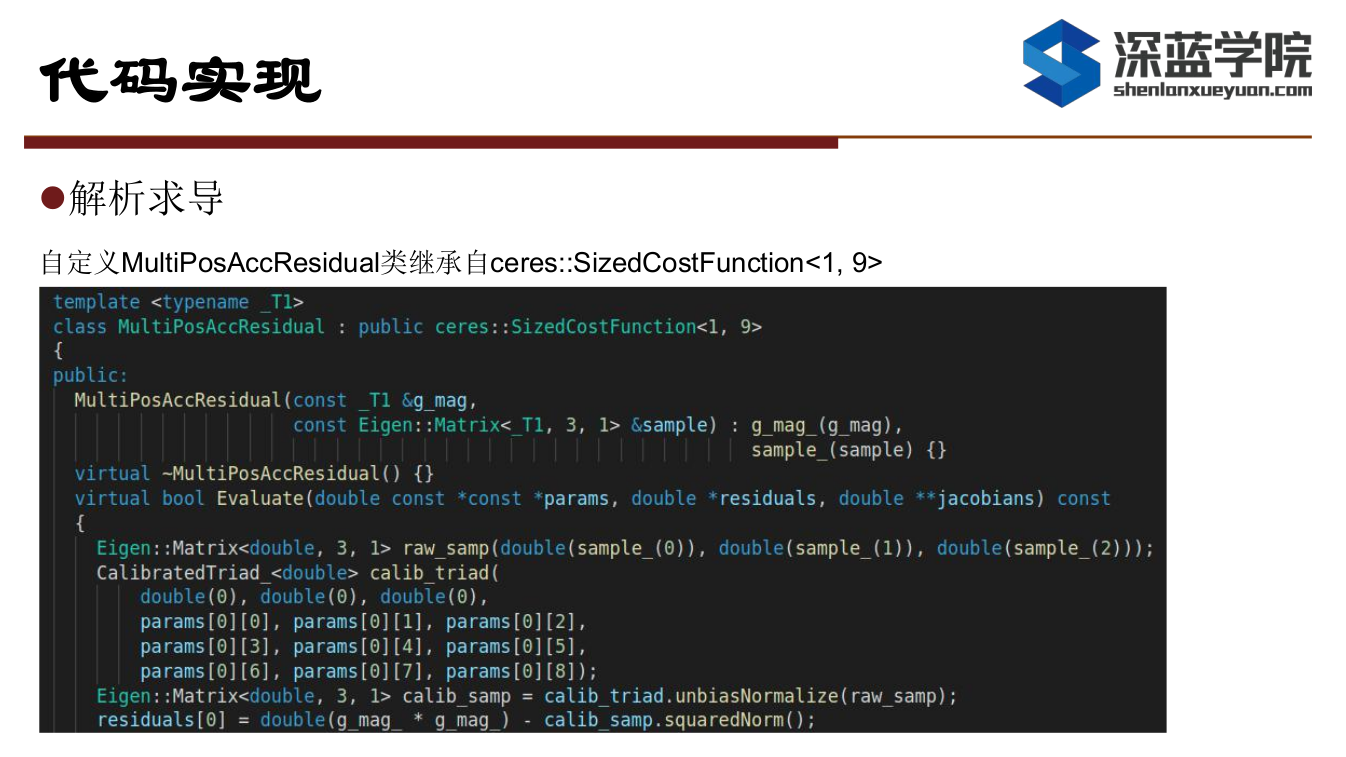 代码实现
深蓝学院
shenlanxueyuan.com
●解析求导
自定义MultiPosAccResidual类继承自ceres::SizedCostFunction<1, 9>
template <typename _T1>
class MultiPosAccResidual : public ceres::SizedCostFunction<1, 9>
{
public:
MultiPosAccResidual(const _T1 &g_mag,
const Eigen::Matrix<_T1, 3, 1> &sample) : g_mag_(g_mag),
sample_(sample) {}
virtual ~MultiPosAccResidual() {}
virtual bool Evaluate(double const *const *params, double *residuals, double **jacobians) const
{
Eigen::Matrix<double, 3, 1> raw_samp(double(sample_(0)), double(sample_(1)), double(sample_(2)));
CalibratedTriad_<double> calib_triad(
double(0), double(0), double(0),
params[0][0], params[0][1], params[0][2],
params[0][3], params[0][4], params[0][5],
params[0][6], params[0][7], params[0][8]);
Eigen::Matrix<double, 3, 1> calib_samp = calib_triad.unbiasNormalize(raw_samp);
residuals[0] = double(g_mag_ * g_mag_) - calib_samp.squaredNorm();